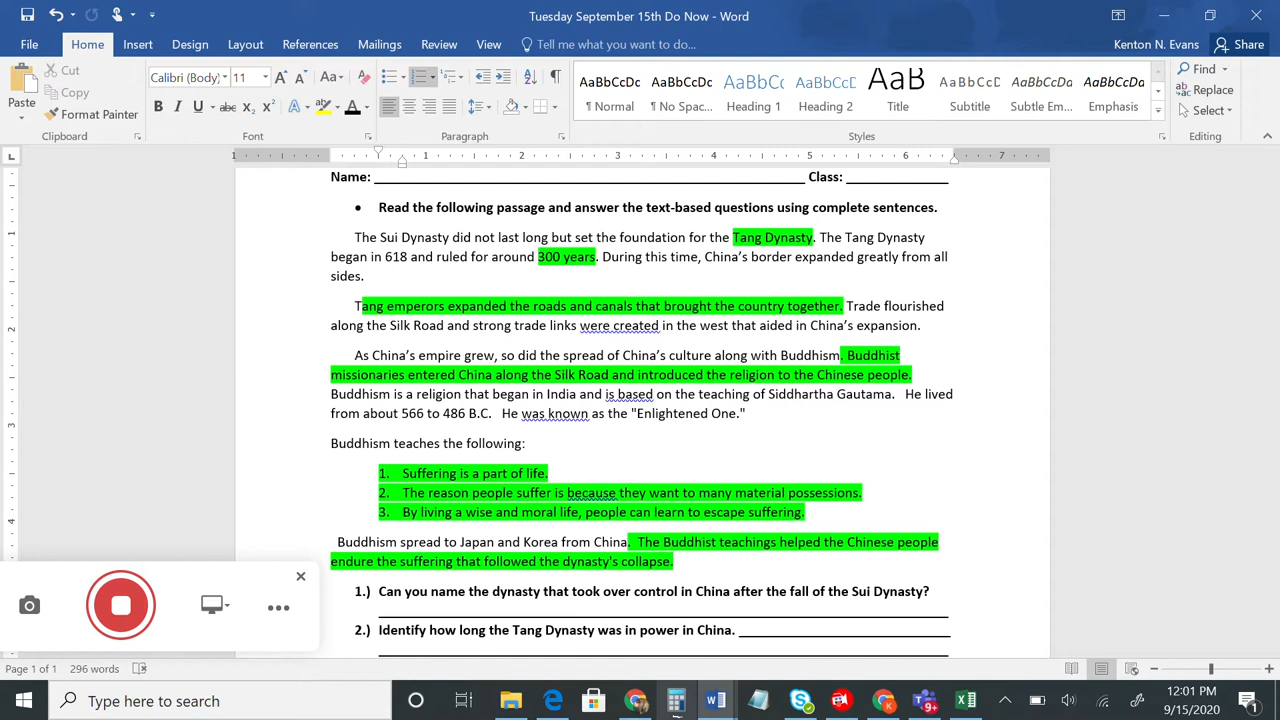 Tuesday September 15th Do Now - Word
File Home Insert Design Layout References Mailings Review View Tell me what you want to do... Kenton N. Evans Share
Paste Cut Copy Format Painter Clipboard
Calibri (Body) 11 Aa B I U abc x2 x2 A A Font
Paragraph
AaBbCcDc ¶ Normal AaBbCcDc ¶ No Spac... AaBbCc Heading 1 AaBbCcC Heading 2 AaB Title AaBbCcD Subtitle AaBbCcDc Subtle Em... AaBbCcDc Emphasis Styles
Find Replace Select Editing
1 1 2 3 4 5 6 7
Name: Class:
• Read the following passage and answer the text-based questions using complete sentences.
The Sui Dynasty did not last long but set the foundation for the Tang Dynasty. The Tang Dynasty
began in 618 and ruled for around 300 years. During this time, China’s border expanded greatly from all
sides.
Tang emperors expanded the roads and canals that brought the country together. Trade flourished
along the Silk Road and strong trade links were created in the west that aided in China’s expansion.
As China’s empire grew, so did the spread of China’s culture along with Buddhism. Buddhist
missionaries entered China along the Silk Road and introduced the religion to the Chinese people.
Buddhism is a religion that began in India and is based on the teaching of Siddhartha Gautama. He lived
from about 566 to 486 B.C. He was known as the "Enlightened One."
Buddhism teaches the following:
1. Suffering is a part of life.
2. The reason people suffer is because they want to many material possessions.
3. By living a wise and moral life, people can learn to escape suffering.
Buddhism spread to Japan and Korea from China. The Buddhist teachings helped the Chinese people
endure the suffering that followed the dynasty's collapse.
1.) Can you name the dynasty that took over control in China after the fall of the Sui Dynasty?
2.) Identify how long the Tang Dynasty was in power in China.
Page 1 of 1 296 words
Type here to search
12:01 PM
9/15/2020